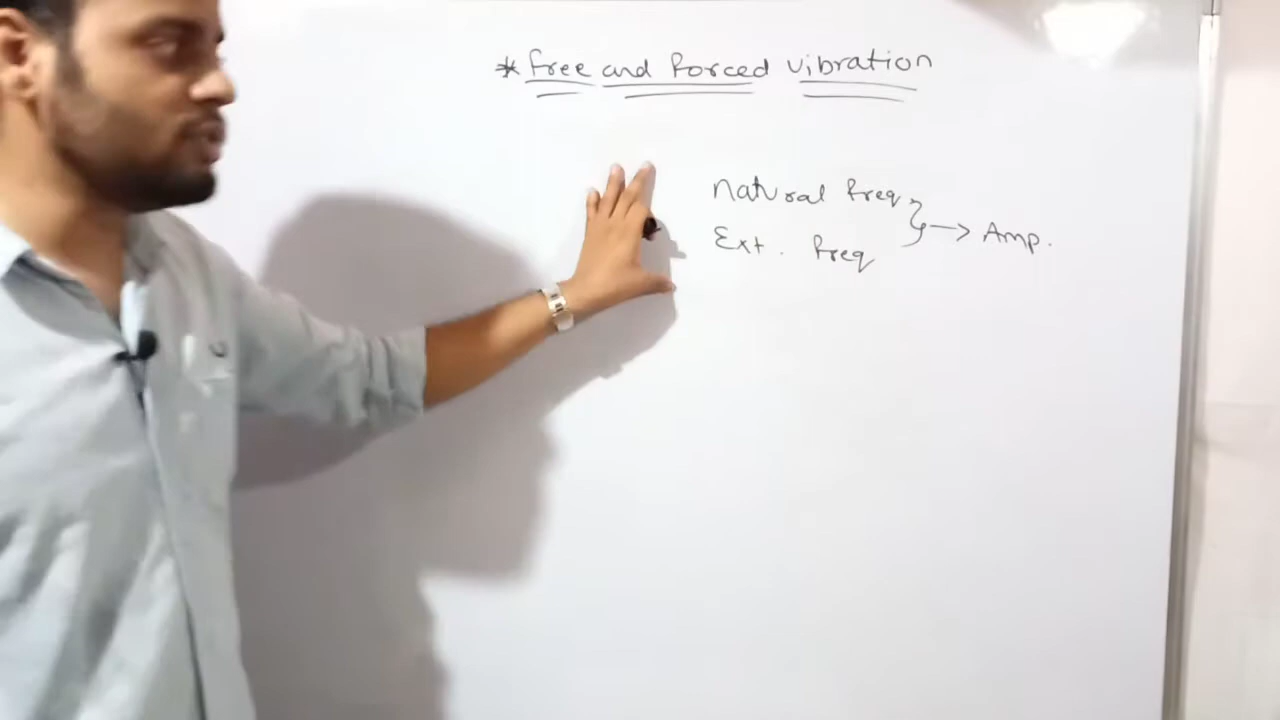 * Free and Forced vibration
Natural Freq
Ext. Freq } → Amp.